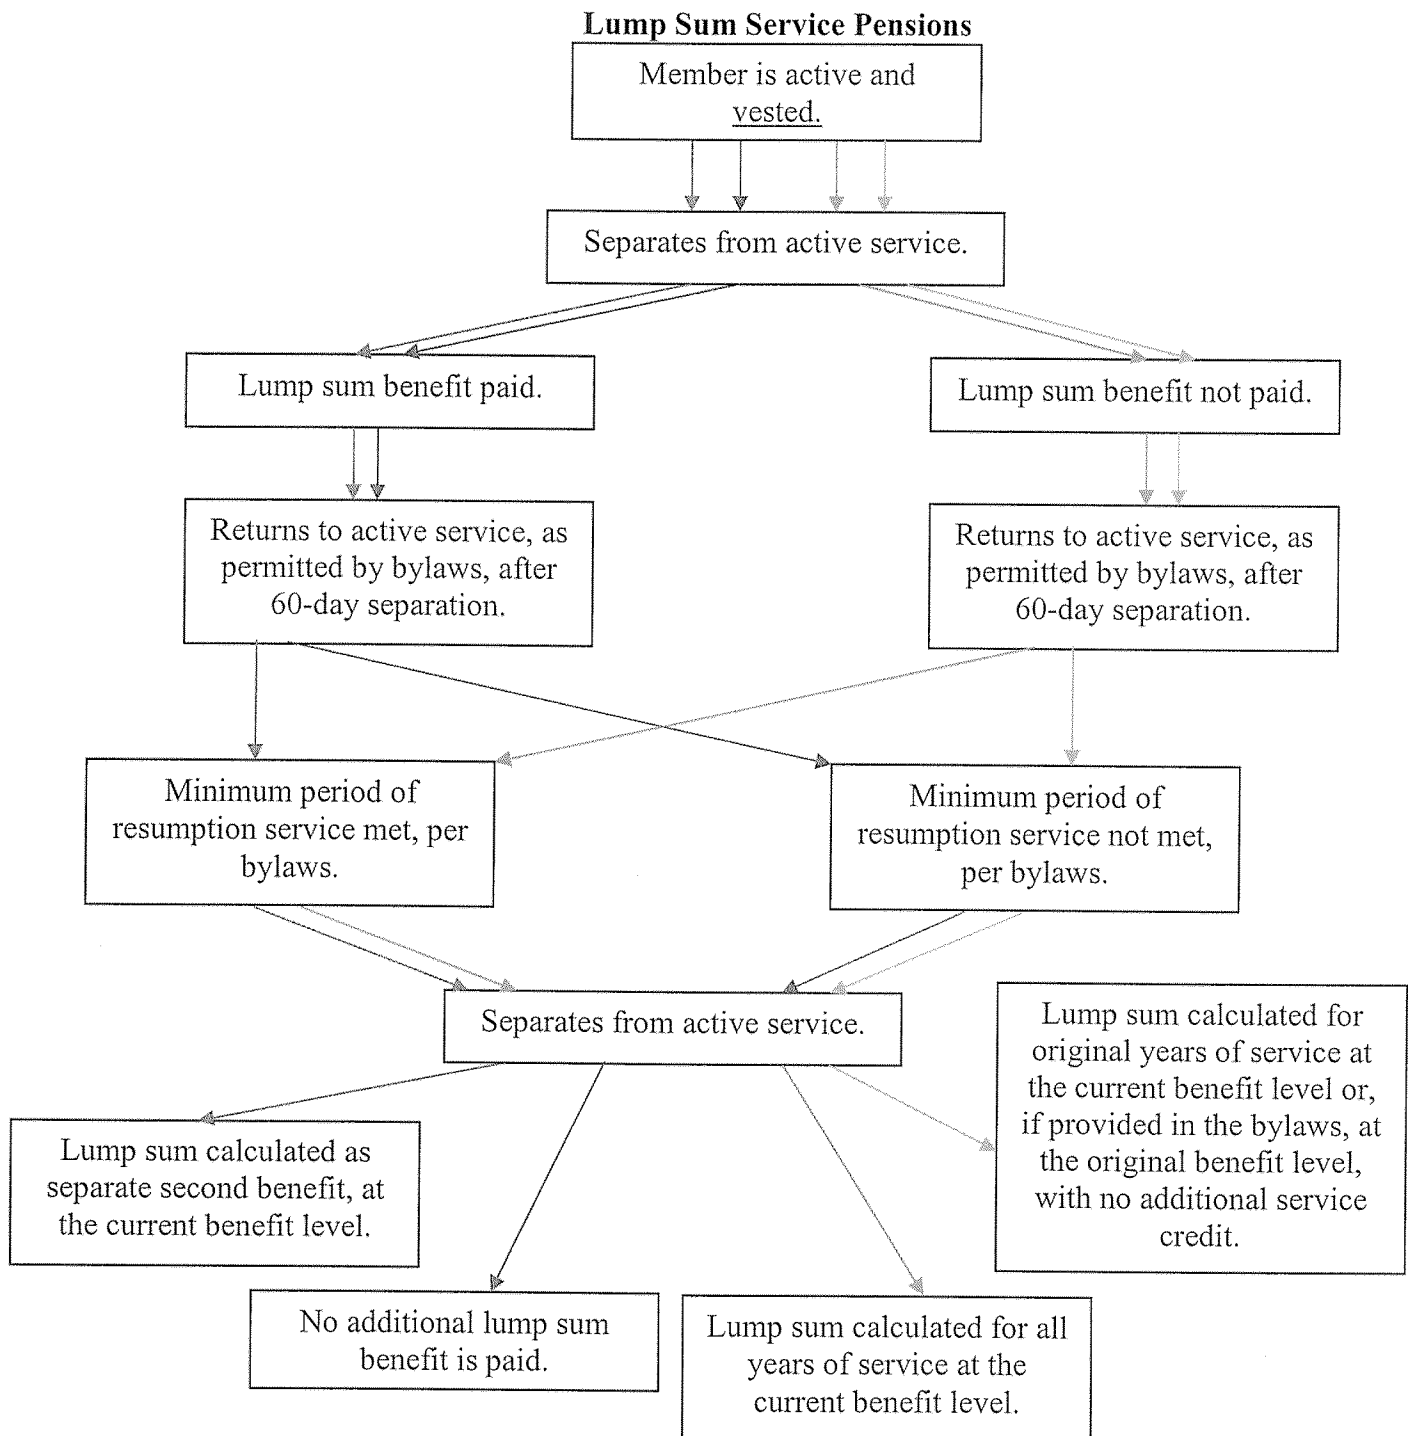 Lump Sum Service Pensions
Member is active and
vested.
Separates from active service.
Lump sum benefit paid.
Lump sum benefit not paid.
Returns to active service, as
permitted by bylaws, after
60-day separation.
Returns to active service, as
permitted by bylaws, after
60-day separation.
Minimum period of
resumption service met, per
bylaws.
Minimum period of
resumption service not met,
per bylaws.
Separates from active service.
Lump sum calculated for
original years of service at
the current benefit level or,
if provided in the bylaws, at
the original benefit level,
with no additional service
credit.
Lump sum calculated as
separate second benefit, at
the current benefit level.
No additional lump sum
benefit is paid.
Lump sum calculated for all
years of service at the
current benefit level.